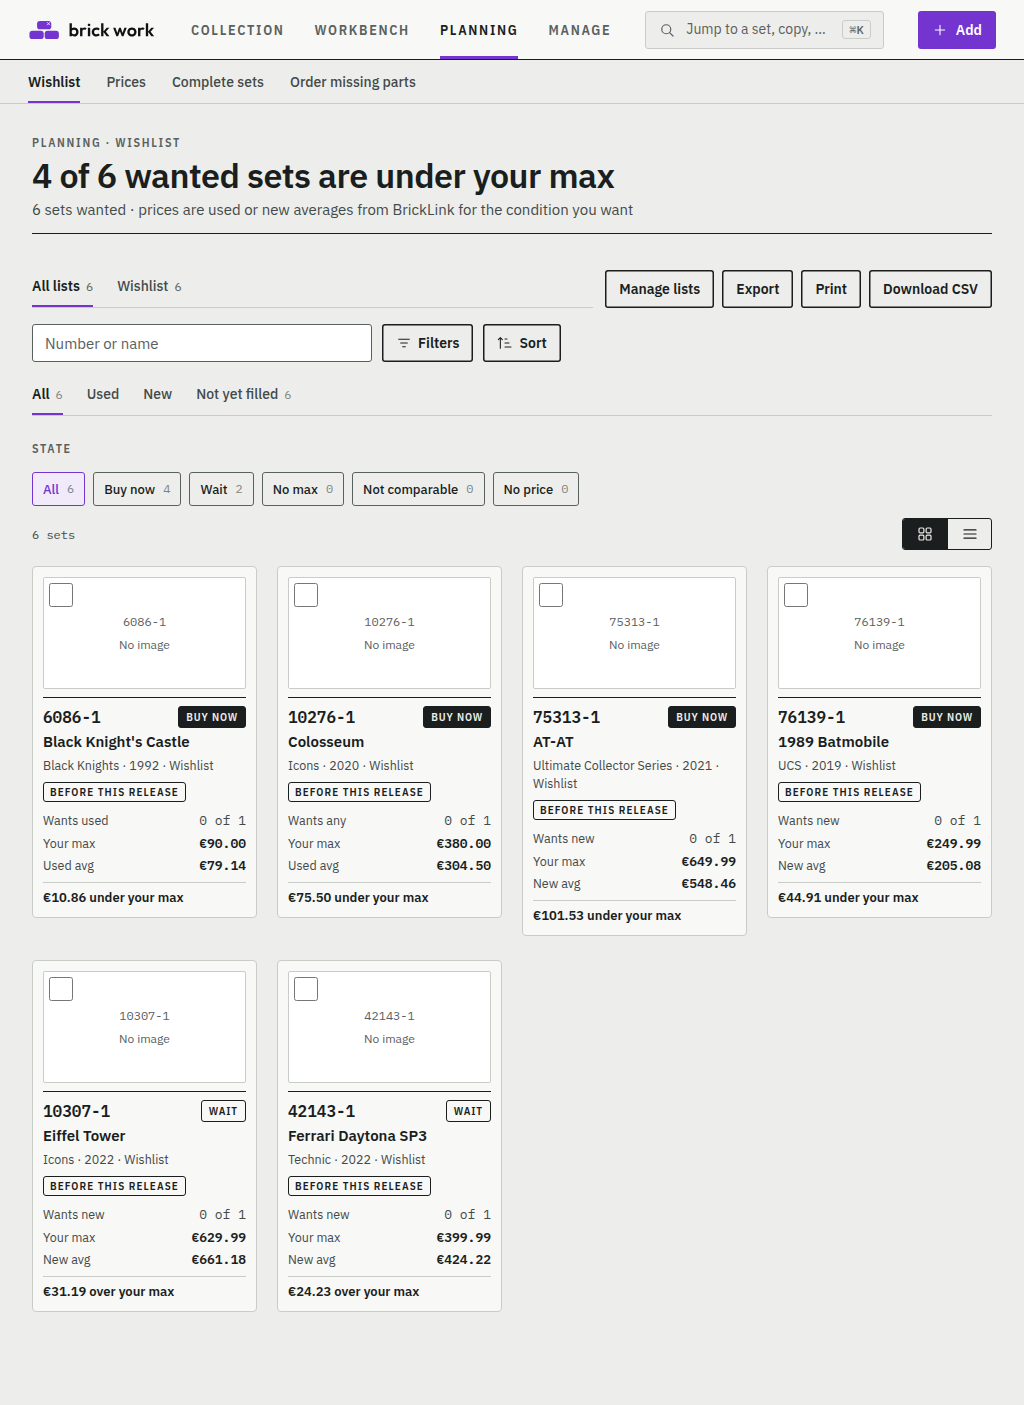 brick work
COLLECTION
WORKBENCH
PLANNING
MANAGE
Jump to a set, copy, ...
⌘K
Add
Wishlist
Prices
Complete sets
Order missing parts
PLANNING · WISHLIST
4 of 6 wanted sets are under your max
6 sets wanted · prices are used or new averages from BrickLink for the condition you want
All lists 6
Wishlist 6
Manage lists
Export
Print
Download CSV
Number or name
Filters
Sort
All 6
Used
New
Not yet filled 6
STATE
All 6
Buy now 4
Wait 2
No max 0
Not comparable 0
No price 0
6 sets
6086-1
No image
6086-1
BUY NOW
Black Knight's Castle
Black Knights · 1992 · Wishlist
BEFORE THIS RELEASE
Wants used 0 of 1
Your max €90.00
Used avg €79.14
€10.86 under your max
10276-1
No image
10276-1
BUY NOW
Colosseum
Icons · 2020 · Wishlist
BEFORE THIS RELEASE
Wants any 0 of 1
Your max €380.00
Used avg €304.50
€75.50 under your max
75313-1
No image
75313-1
BUY NOW
AT-AT
Ultimate Collector Series · 2021 ·
Wishlist
BEFORE THIS RELEASE
Wants new 0 of 1
Your max €649.99
New avg €548.46
€101.53 under your max
76139-1
No image
76139-1
BUY NOW
1989 Batmobile
UCS · 2019 · Wishlist
BEFORE THIS RELEASE
Wants new 0 of 1
Your max €249.99
New avg €205.08
€44.91 under your max
10307-1
No image
10307-1
WAIT
Eiffel Tower
Icons · 2022 · Wishlist
BEFORE THIS RELEASE
Wants new 0 of 1
Your max €629.99
New avg €661.18
€31.19 over your max
42143-1
No image
42143-1
WAIT
Ferrari Daytona SP3
Technic · 2022 · Wishlist
BEFORE THIS RELEASE
Wants new 0 of 1
Your max €399.99
New avg €424.22
€24.23 over your max